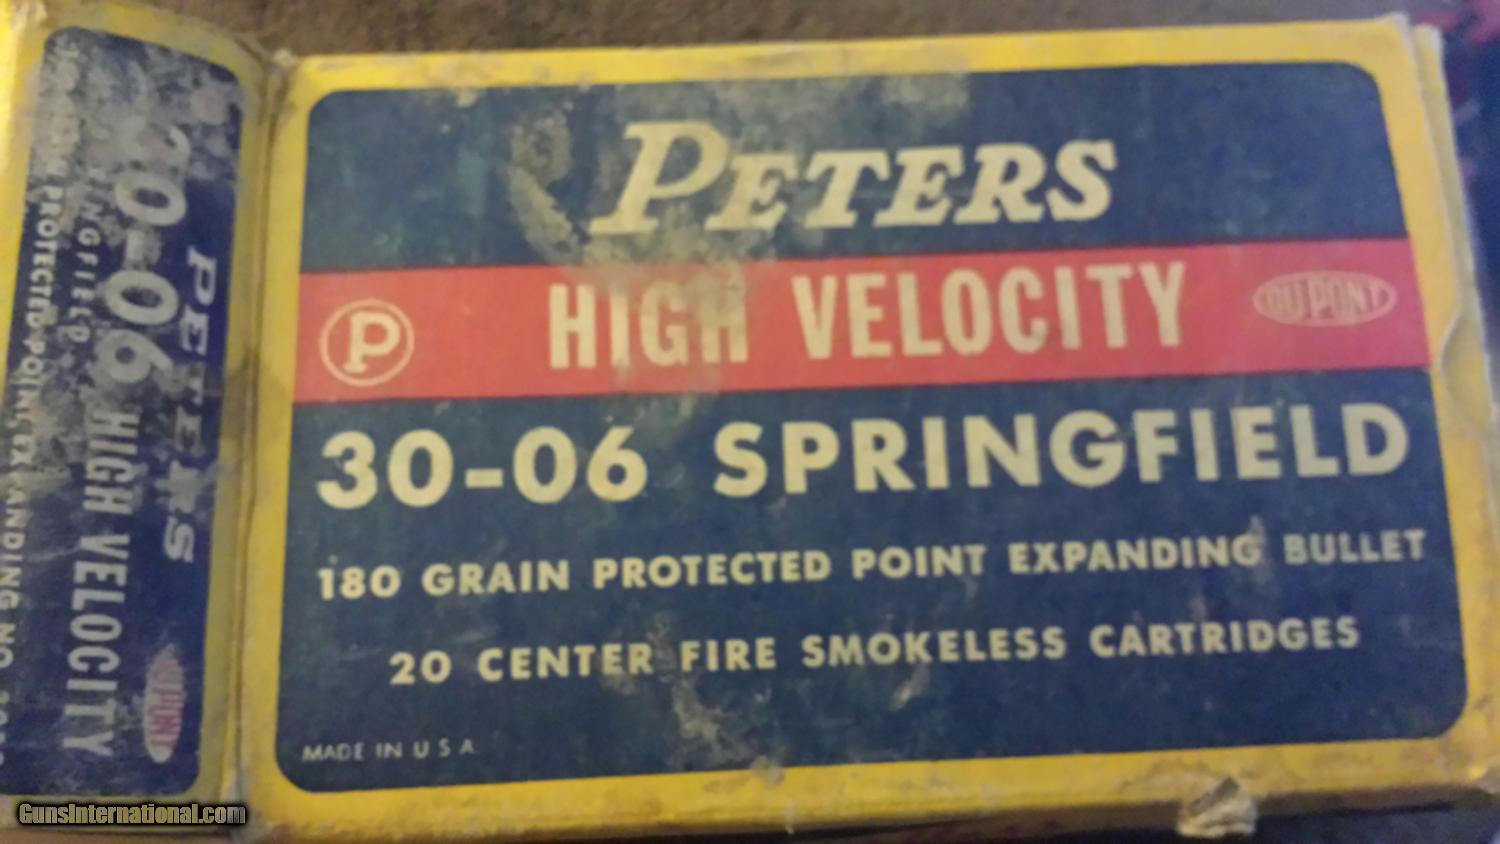 PETERS
P
HIGH VELOCITY
DU PONT
30-06 SPRINGFIELD
180 GRAIN PROTECTED POINT EXPANDING BULLET
20 CENTER FIRE SMOKELESS CARTRIDGES
MADE IN U S A
PETERS
30-06 HIGH VELOCITY
DU PONT
SPRINGFIELD
PROTECTED POINT EXPANDING NO.
GunsInternational.com